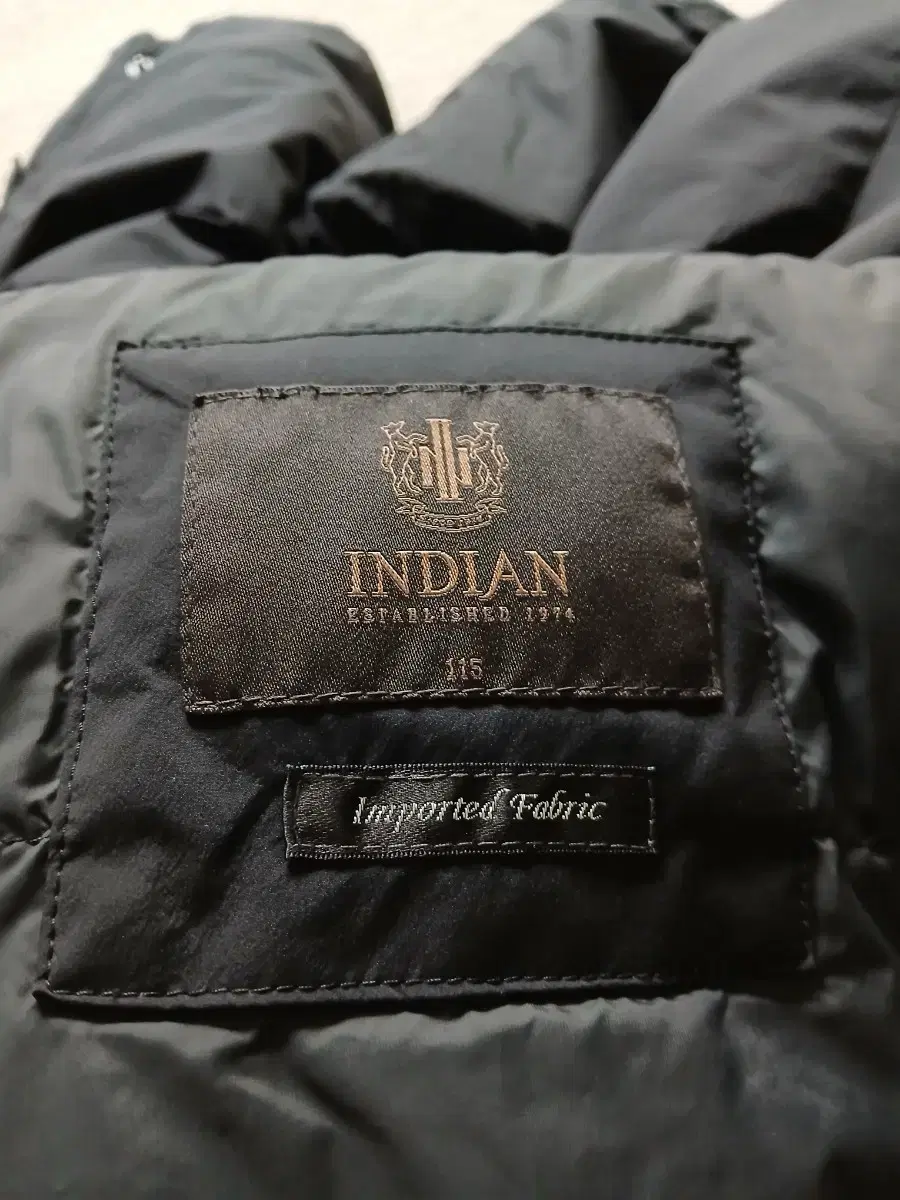 INDIAN
ESTABLISHED 1974
115
Imported Fabric